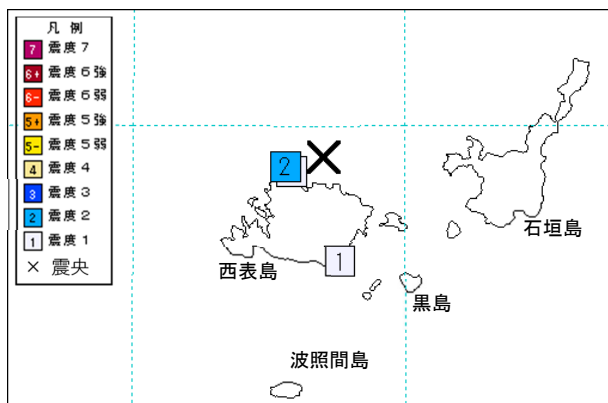 凡例
7 震度7
6+ 震度6強
6- 震度6弱
5+ 震度5強
5- 震度5弱
4 震度4
3 震度3
2 震度2
1 震度1
× 震央
2
石垣島
1
西表島
黒島
波照間島